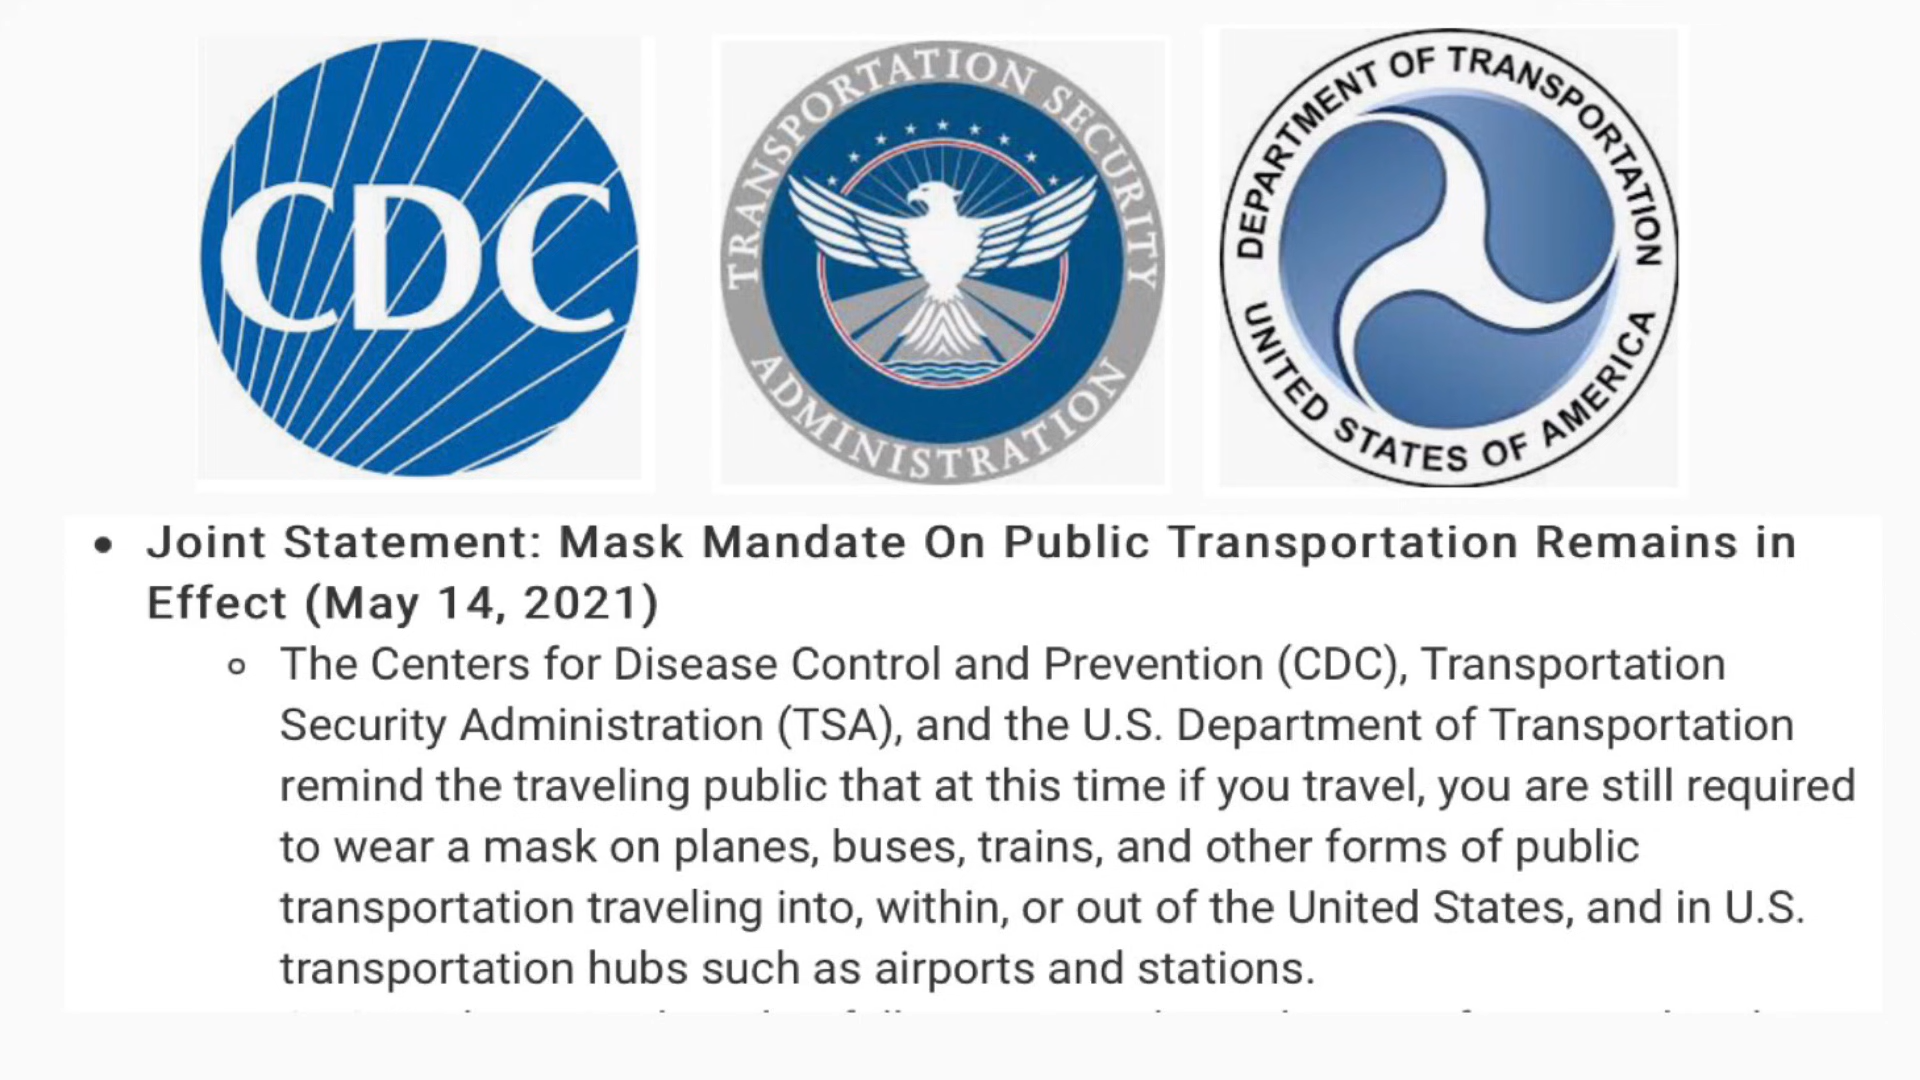 CDC
TRANSPORTATION SECURITY
ADMINISTRATION
DEPARTMENT OF TRANSPORTATION
UNITED STATES OF AMERICA
• Joint Statement: Mask Mandate On Public Transportation Remains in
Effect (May 14, 2021)
o The Centers for Disease Control and Prevention (CDC), Transportation
Security Administration (TSA), and the U.S. Department of Transportation
remind the traveling public that at this time if you travel, you are still required
to wear a mask on planes, buses, trains, and other forms of public
transportation traveling into, within, or out of the United States, and in U.S.
transportation hubs such as airports and stations.